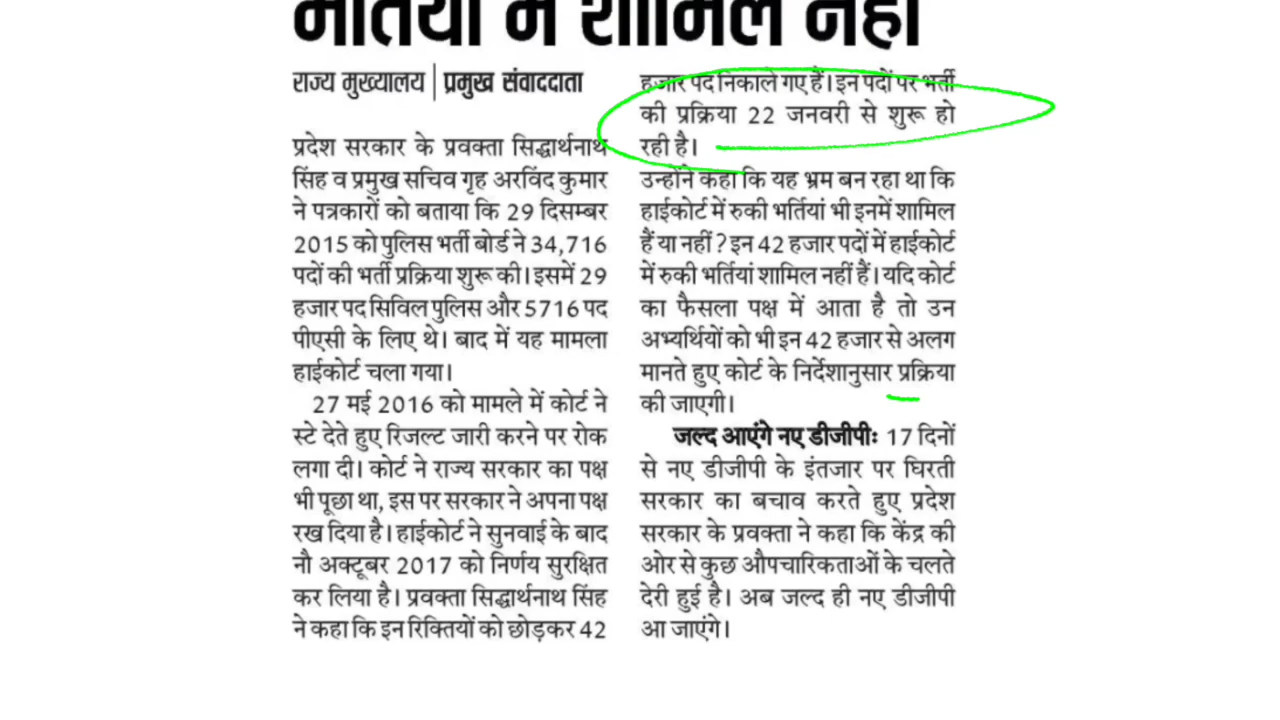 भर्तियों में शामिल नहीं
राज्य मुख्यालय | प्रमुख संवाददाता
प्रदेश सरकार के प्रवक्ता सिद्धार्थनाथ
सिंह व प्रमुख सचिव गृह अरविंद कुमार
ने पत्रकारों को बताया कि 29 दिसम्बर
2015 को पुलिस भर्ती बोर्ड ने 34,716
पदों की भर्ती प्रक्रिया शुरू की। इसमें 29
हजार पद सिविल पुलिस और 5716 पद
पीएसी के लिए थे। बाद में यह मामला
हाईकोर्ट चला गया।
27 मई 2016 को मामले में कोर्ट ने
स्टे देते हुए रिजल्ट जारी करने पर रोक
लगा दी। कोर्ट ने राज्य सरकार का पक्ष
भी पूछा था, इस पर सरकार ने अपना पक्ष
रख दिया है। हाईकोर्ट ने सुनवाई के बाद
नौ अक्टूबर 2017 को निर्णय सुरक्षित
कर लिया है। प्रवक्ता सिद्धार्थनाथ सिंह
ने कहा कि इन रिक्तियों को छोड़कर 42
हजार पद निकाले गए हैं। इन पदों पर भर्ती
की प्रक्रिया 22 जनवरी से शुरू हो
रही है।
उन्होंने कहा कि यह भ्रम बन रहा था कि
हाईकोर्ट में रुकी भर्तियां भी इनमें शामिल
हैं या नहीं ? इन 42 हजार पदों में हाईकोर्ट
में रुकी भर्तियां शामिल नहीं हैं। यदि कोर्ट
का फैसला पक्ष में आता है तो उन
अभ्यर्थियों को भी इन 42 हजार से अलग
मानते हुए कोर्ट के निर्देशानुसार प्रक्रिया
की जाएगी।
जल्द आएंगे नए डीजीपीः 17 दिनों
से नए डीजीपी के इंतजार पर घिरती
सरकार का बचाव करते हुए प्रदेश
सरकार के प्रवक्ता ने कहा कि केंद्र की
ओर से कुछ औपचारिकताओं के चलते
देरी हुई है। अब जल्द ही नए डीजीपी
आ जाएंगे।